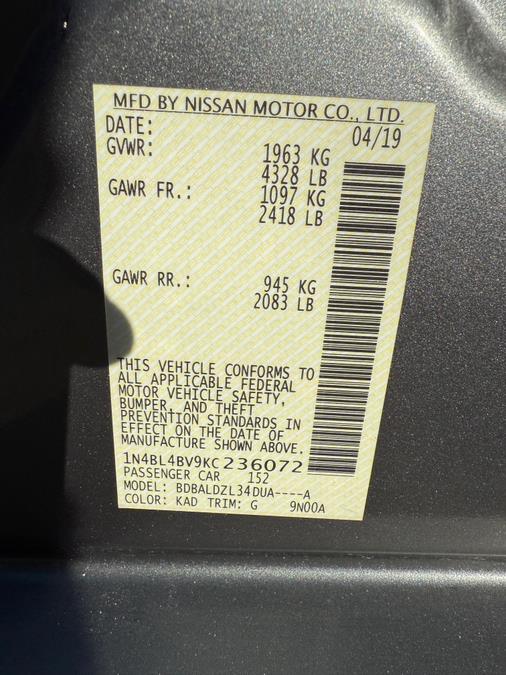 MFD BY NISSAN MOTOR CO., LTD.
DATE: 04/19
GVWR: 1963 KG
4328 LB
GAWR FR.: 1097 KG
2418 LB
GAWR RR.: 945 KG
2083 LB
THIS VEHICLE CONFORMS TO
ALL APPLICABLE FEDERAL
MOTOR VEHICLE SAFETY,
BUMPER, AND THEFT
PREVENTION STANDARDS IN
EFFECT ON THE DATE OF
MANUFACTURE SHOWN ABOVE.
1N4BL4BV9KC236072
PASSENGER CAR 152
MODEL: BDBALDZL34DUA----A
COLOR: KAD TRIM: G 9N00A